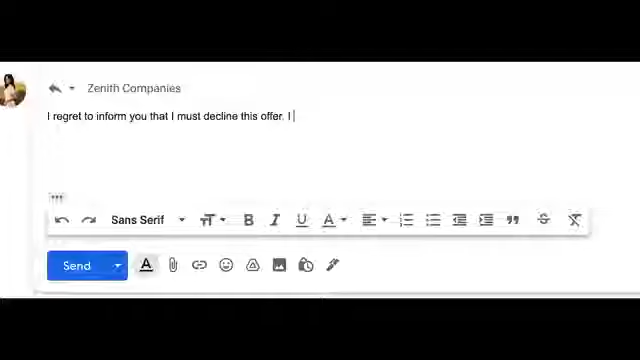 Zenith Companies
I regret to inform you that I must decline this offer. I
Sans Serif
Send